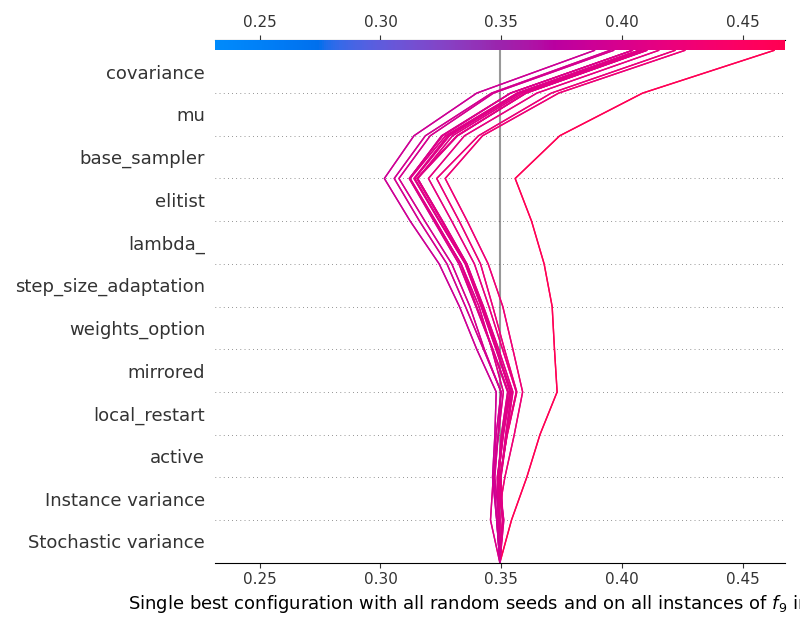 0.25 0.30 0.35 0.40 0.45
covariance
mu
base_sampler
elitist
lambda_
step_size_adaptation
weights_option
mirrored
local_restart
active
Instance variance
Stochastic variance
0.25 0.30 0.35 0.40 0.45
Single best configuration with all random seeds and on all instances of f₉ i